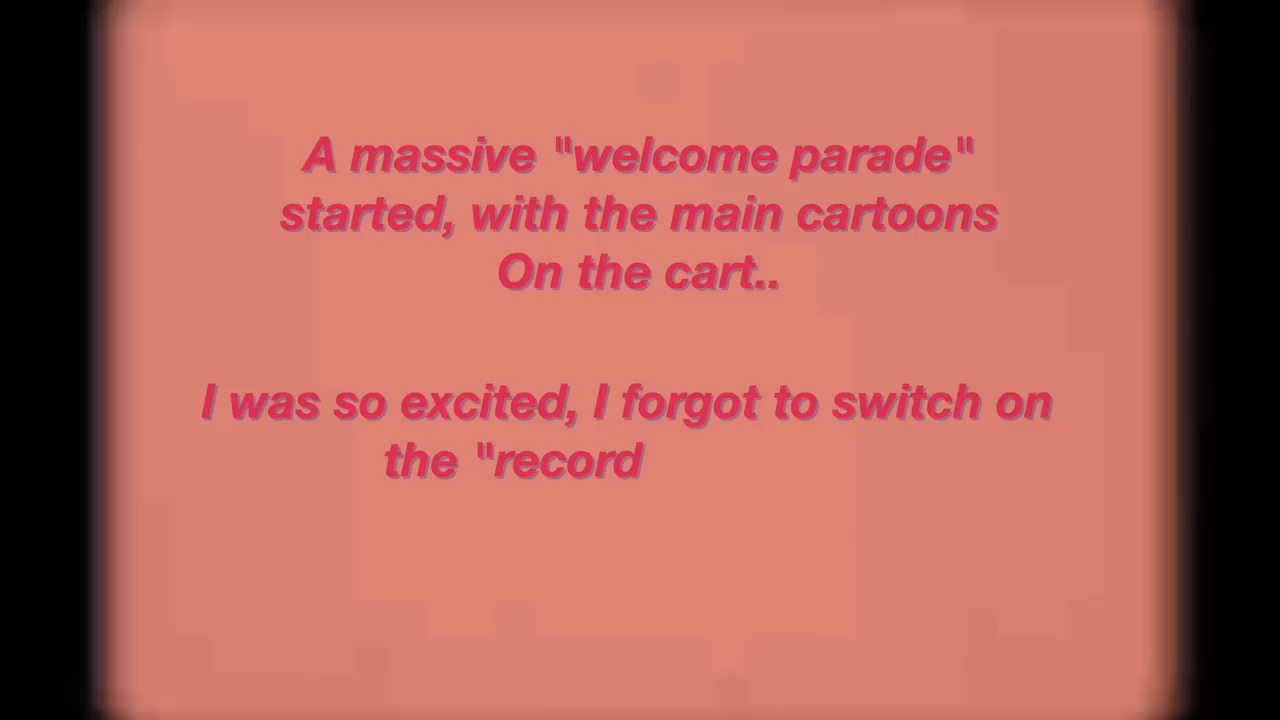 A massive "welcome parade"
started, with the main cartoons
On the cart..
I was so excited, I forgot to switch on
the "record